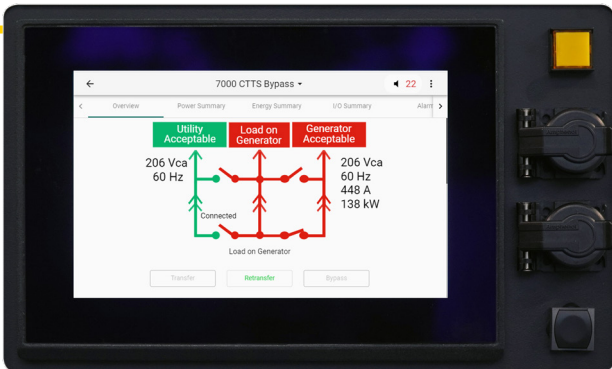 7000 CTTS Bypass
22
Overview
Power Summary
Energy Summary
I/O Summary
Alarm
Utility Acceptable
Load on Generator
Generator Acceptable
206 Vca
60 Hz
206 Vca
60 Hz
448 A
138 kW
Connected
Load on Generator
Transfer
Retransfer
Bypass